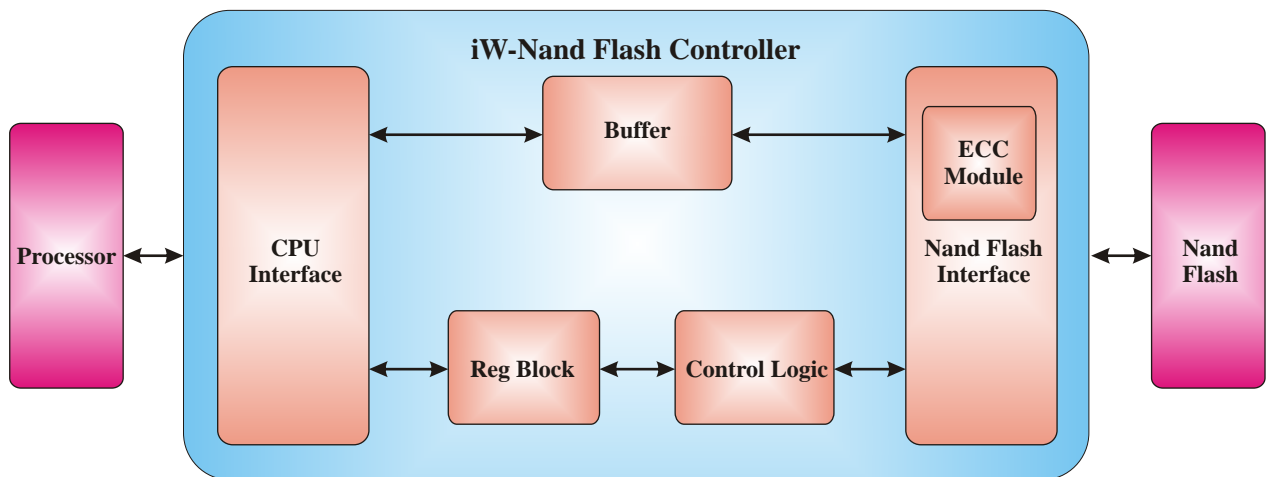 iW-Nand Flash Controller
Buffer
ECC
Module
Processor
CPU
Interface
Nand Flash
Interface
Nand
Flash
Reg Block
Control Logic